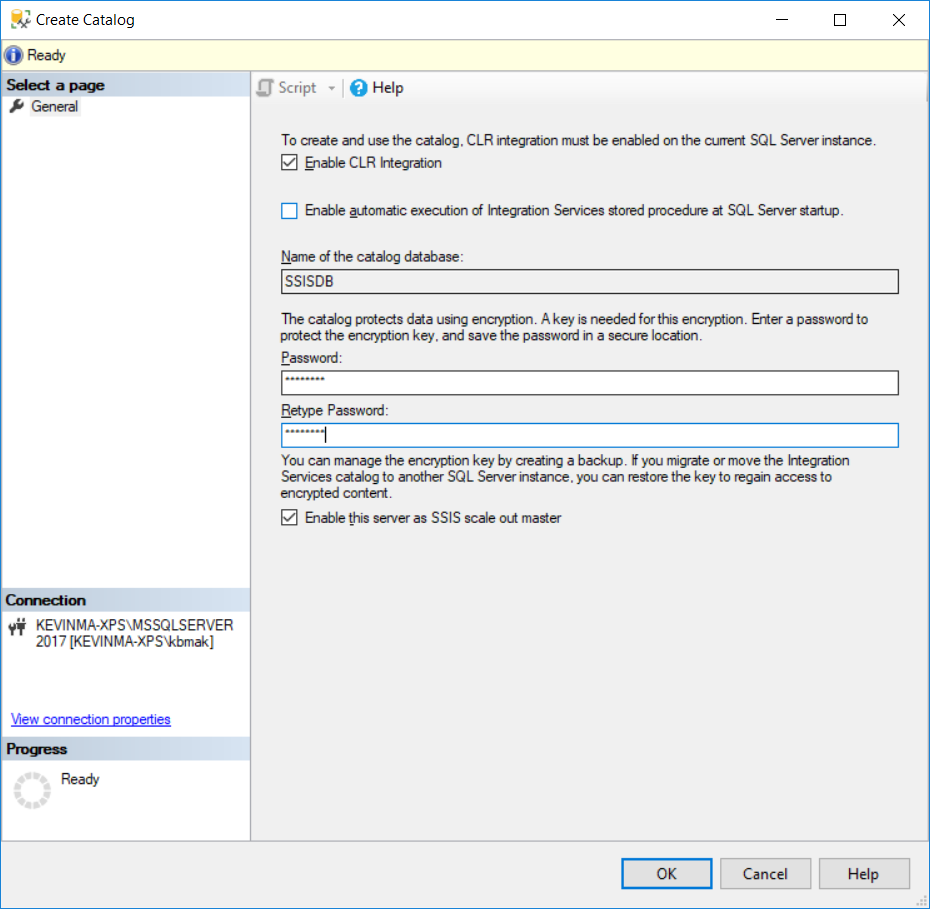 Create Catalog
Ready
Select a page
General
Script
Help
To create and use the catalog, CLR integration must be enabled on the current SQL Server instance.
Enable CLR Integration
Enable automatic execution of Integration Services stored procedure at SQL Server startup.
Name of the catalog database:
SSISDB
The catalog protects data using encryption. A key is needed for this encryption. Enter a password to
protect the encryption key, and save the password in a secure location.
Password:
********
Retype Password:
********
You can manage the encryption key by creating a backup. If you migrate or move the Integration
Services catalog to another SQL Server instance, you can restore the key to regain access to
encrypted content.
Enable this server as SSIS scale out master
Connection
KEVINMA-XPS\MSSQLSERVER
2017 [KEVINMA-XPS\kbmak]
View connection properties
Progress
Ready
OK
Cancel
Help